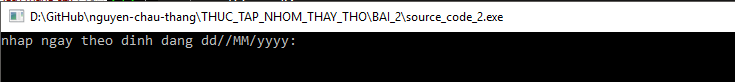 D:\GitHub\nguyen-chau-thang\THUC_TAP_NHOM_THAY_THO\BAI_2\source_code_2.exe
nhap ngay theo dinh dang dd//MM/yyyy: